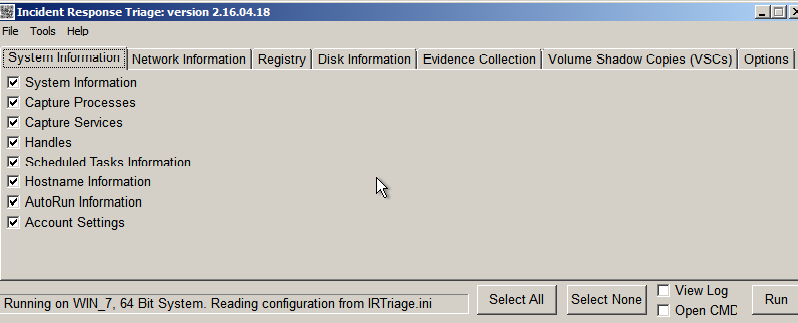 Incident Response Triage: version 2.16.04.18
File Tools Help
System Information Network Information Registry Disk Information Evidence Collection Volume Shadow Copies (VSCs) Options
System Information
Capture Processes
Capture Services
Handles
Scheduled Tasks Information
Hostname Information
AutoRun Information
Account Settings
Running on WIN_7, 64 Bit System. Reading configuration from IRTriage.ini
Select All
Select None
View Log
Open CMD
Run